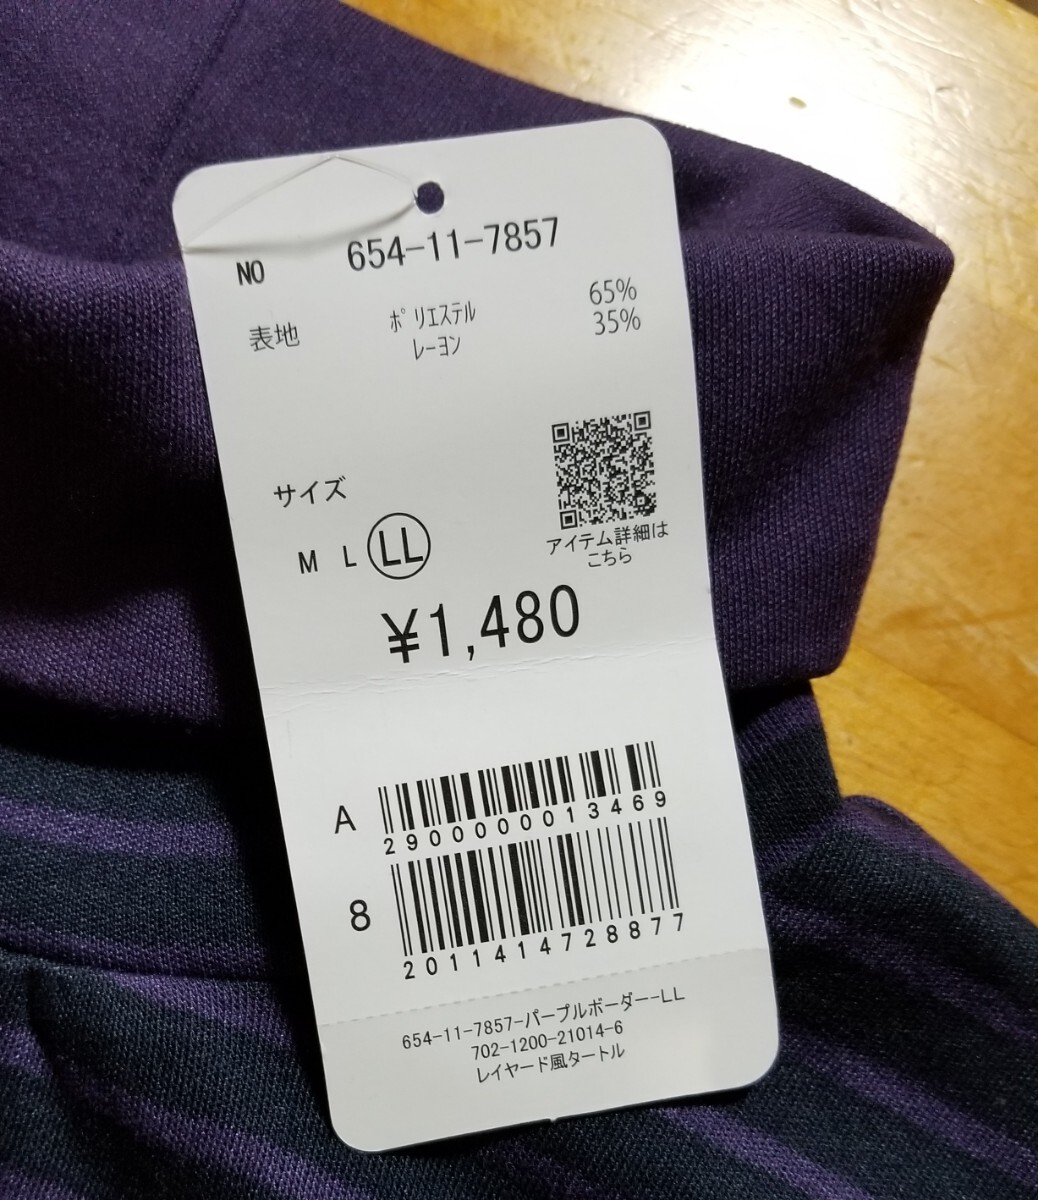 NO 654-11-7857
表地 ﾎﾟﾘｴｽﾃﾙ 65%
ﾚｰﾖﾝ 35%
サイズ
M L LL
アイテム詳細は
こちら
¥1,480
A
2900000013469
8
2011414728877
654-11-7857-パープルボーダー-LL
702-1200-21014-6
レイヤード風タートル